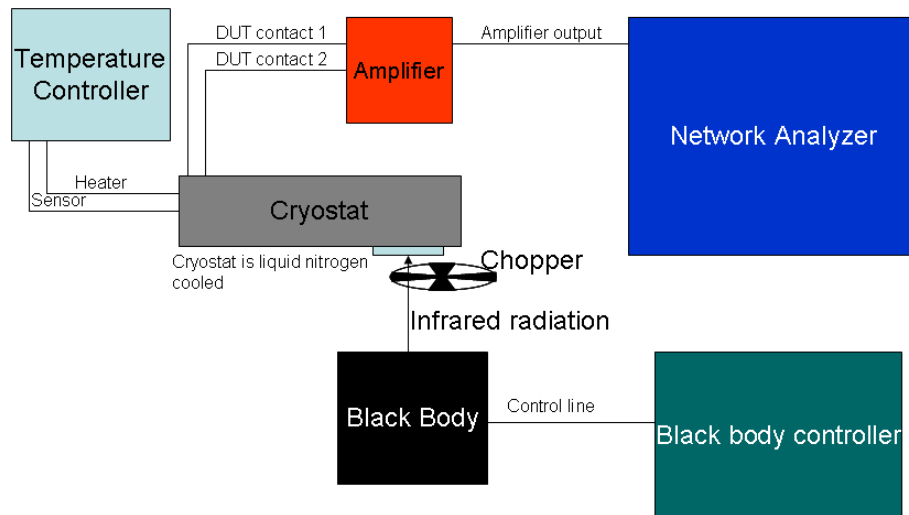 Temperature
Controller
DUT contact 1
DUT contact 2
Amplifier
Amplifier output
Network Analyzer
Heater
Sensor
Cryostat
Cryostat is liquid nitrogen
cooled
Chopper
Infrared radiation
Black Body
Control line
Black body controller